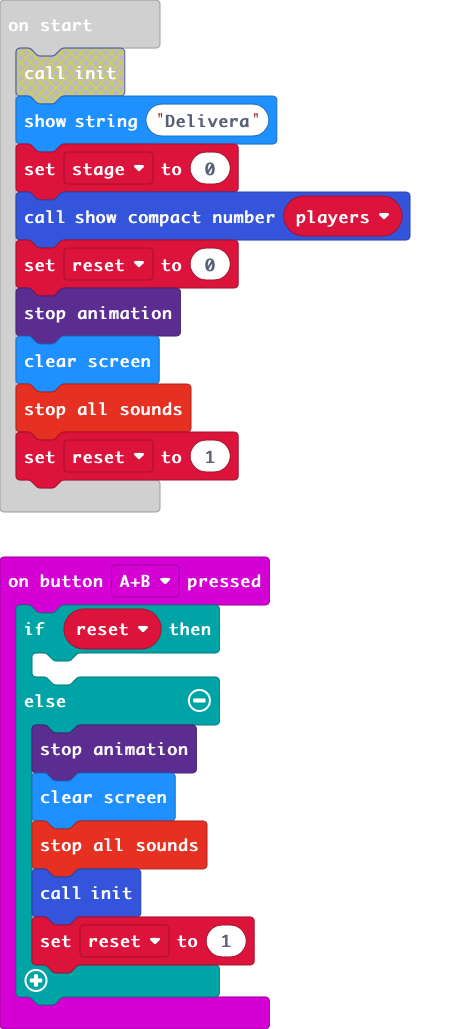 on start
call init
show string "Delivera"
set stage to 0
call show compact number players
set reset to 0
stop animation
clear screen
stop all sounds
set reset to 1
on button A+B pressed
if reset then
else
stop animation
clear screen
stop all sounds
call init
set reset to 1